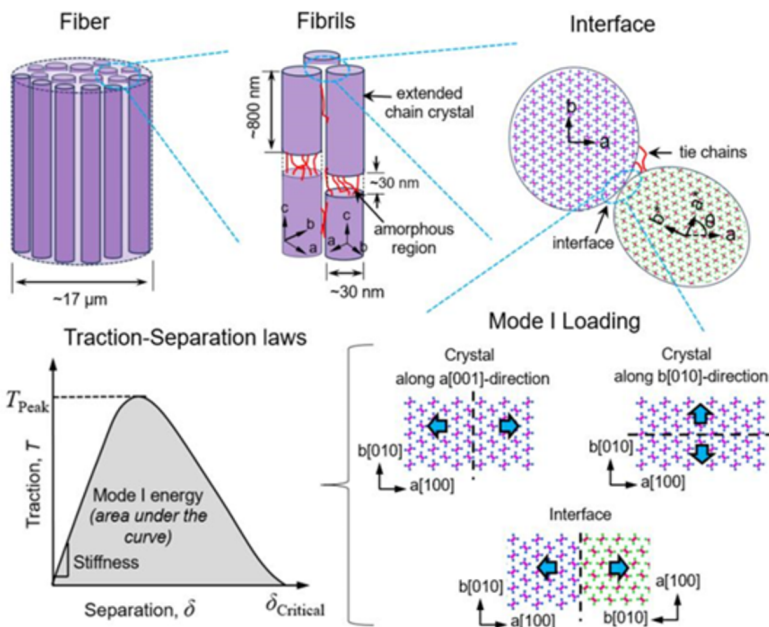 Fiber
Fibrils
Interface
~800 nm
extended
chain crystal
~30 nm
amorphous
region
c
b
a
c
a
b
~17 μm
~30 nm
b
a
tie chains
interface
b*
a*
θ
a
Traction-Separation laws
T_Peak
Traction, T
Mode I energy
(area under the
curve)
Stiffness
Separation, δ
δ_Critical
Mode I Loading
Crystal
along a[001]-direction
b[010]
a[100]
Crystal
along b[010]-direction
b[010]
a[100]
Interface
b[010]
a[100]
a[100]
b[010]